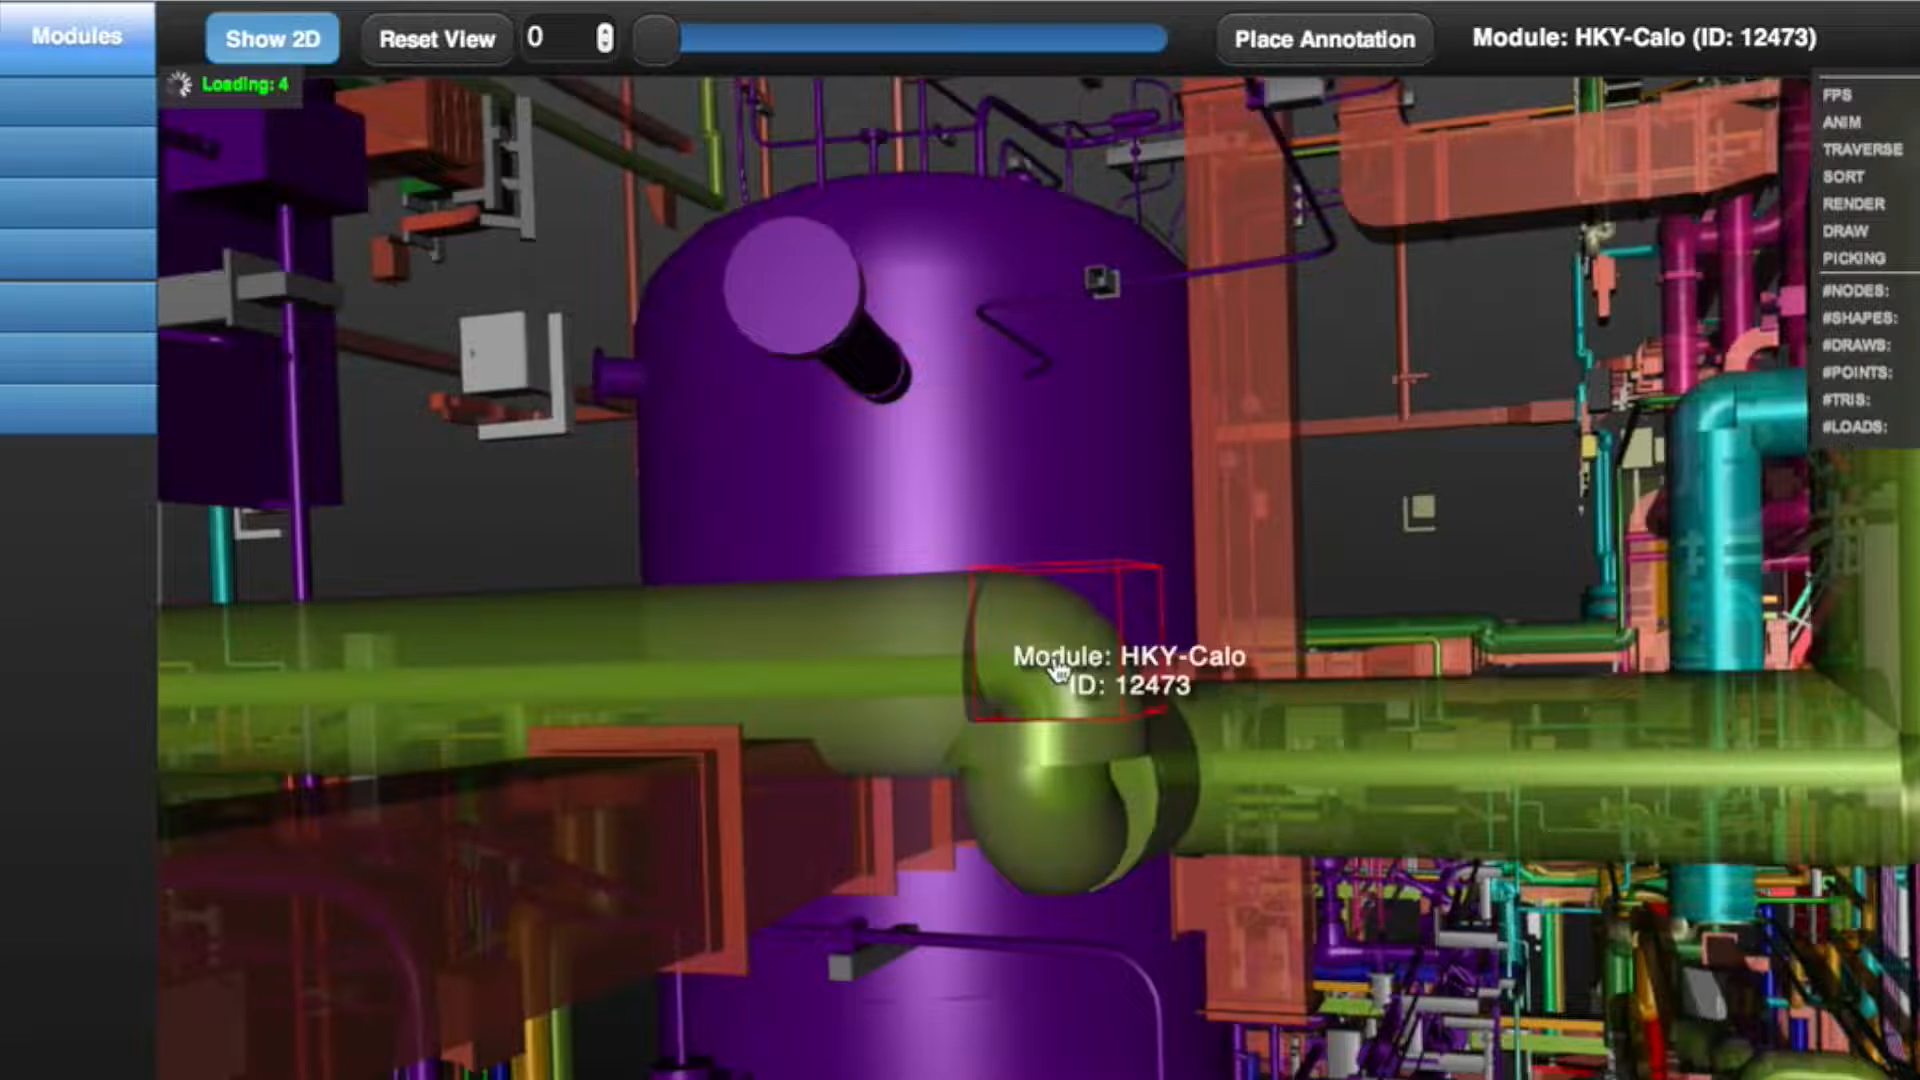 Modules
Show 2D
Reset View
0
Place Annotation
Module: HKY-Calo (ID: 12473)
Loading: 4
FPS
ANIM
TRAVERSE
SORT
RENDER
DRAW
PICKING
#NODES:
#SHAPES:
#DRAWS:
#POINTS:
#TRIS:
#LOADS:
Module: HKY-Calo
ID: 12473